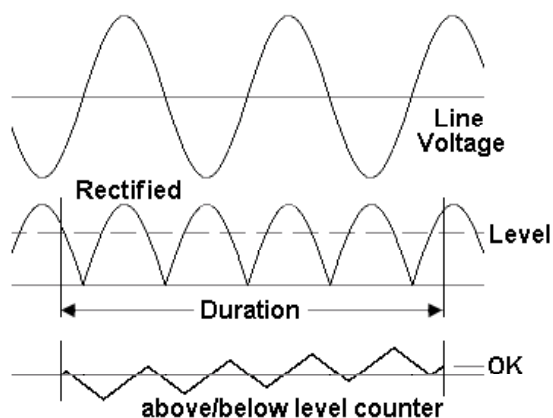 Line
Voltage
Rectified
Level
Duration
OK
above/below level counter